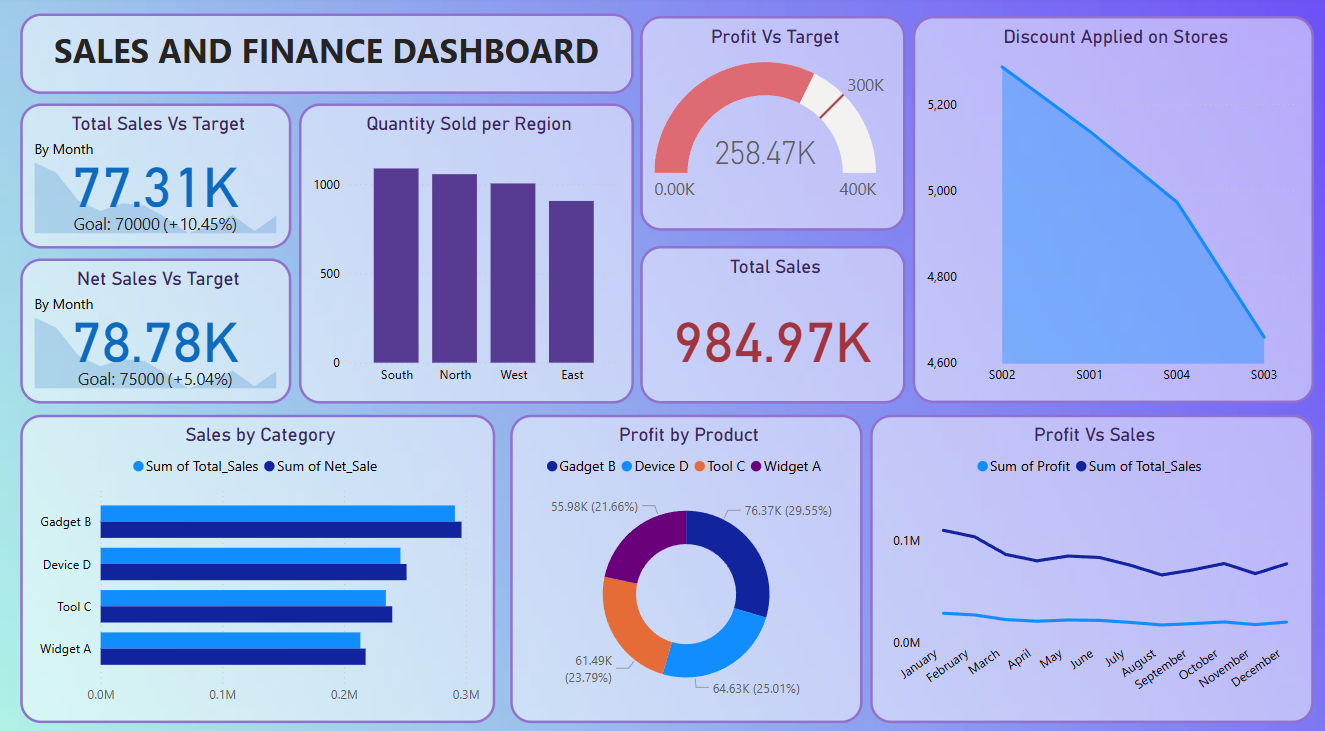 SALES AND FINANCE DASHBOARD
Total Sales Vs Target
By Month
77.31K
Goal: 70000 (+10.45%)
Net Sales Vs Target
By Month
78.78K
Goal: 75000 (+5.04%)
Quantity Sold per Region
1000
500
0
South North West East
Profit Vs Target
300K
258.47K
0.00K 400K
Total Sales
984.97K
Discount Applied on Stores
5,200
5,000
4,800
4,600
S002 S001 S004 S003
Sales by Category
Sum of Total_Sales Sum of Net_Sale
Gadget B
Device D
Tool C
Widget A
0.0M 0.1M 0.2M 0.3M
Profit by Product
Gadget B Device D Tool C Widget A
55.98K (21.66%) 76.37K (29.55%)
61.49K
(23.79%)
64.63K (25.01%)
Profit Vs Sales
Sum of Profit Sum of Total_Sales
0.1M
0.0M
January February March April May June July August September October November December